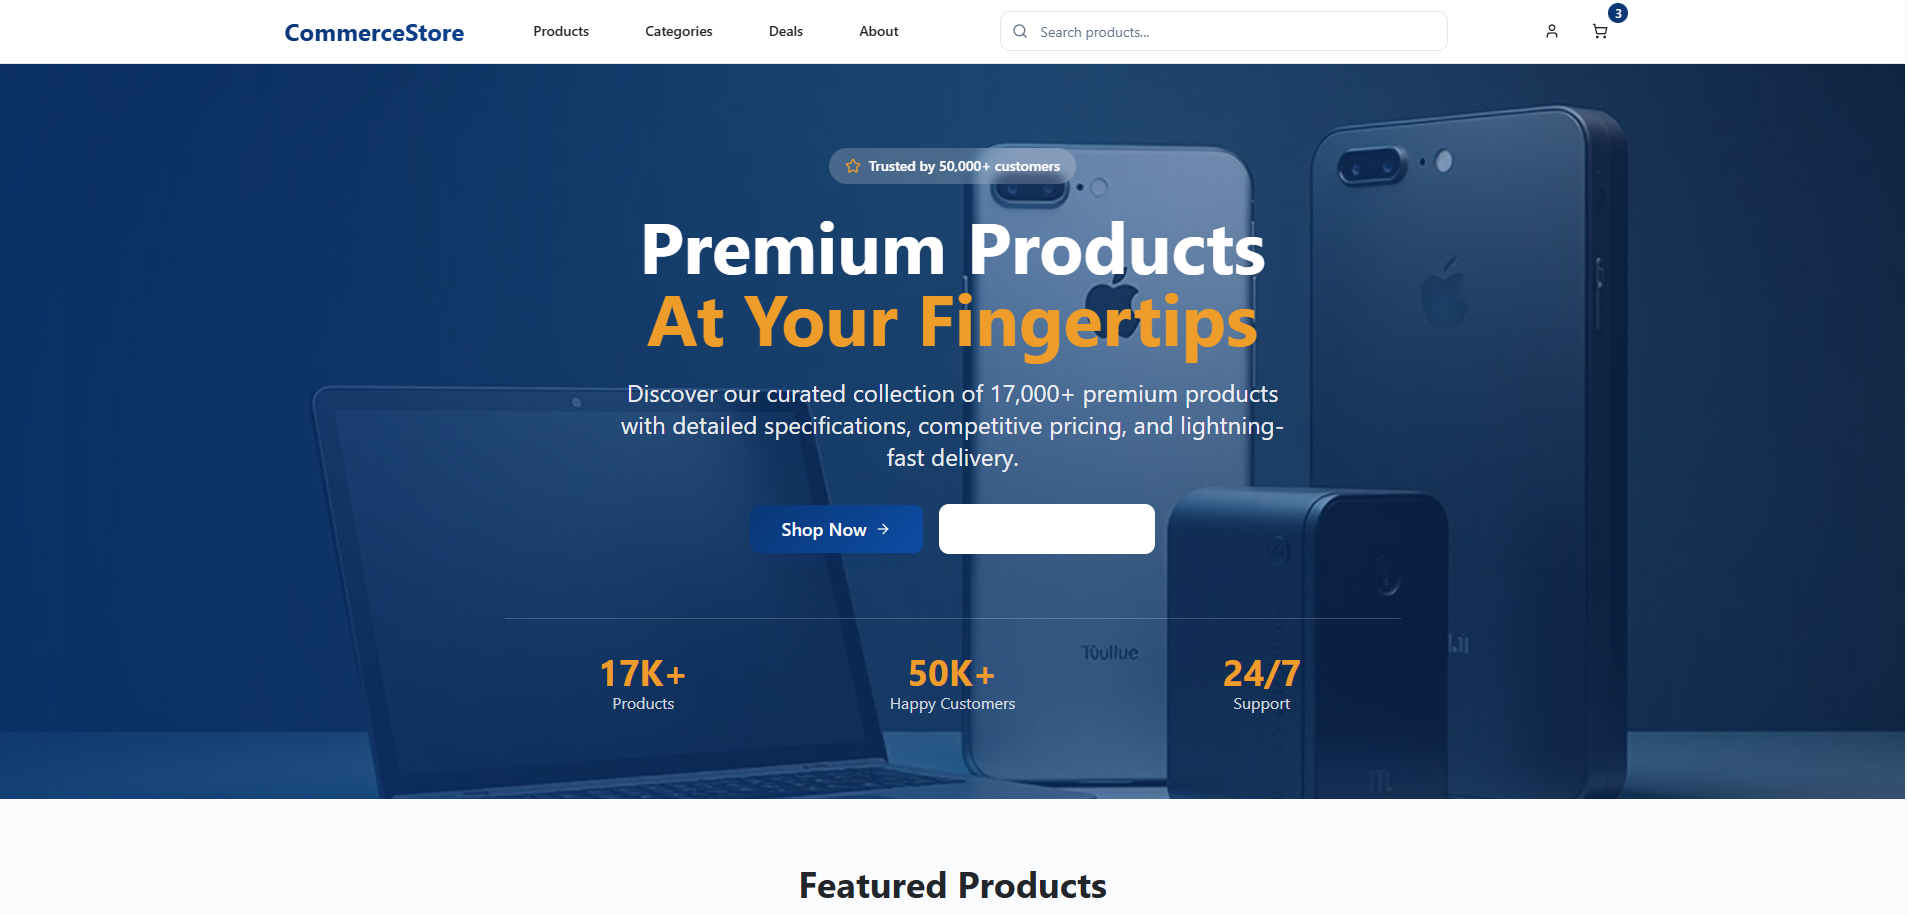 CommerceStore
Products
Categories
Deals
About
Search products...
3
Trusted by 50,000+ customers
Premium Products
At Your Fingertips
Discover our curated collection of 17,000+ premium products
with detailed specifications, competitive pricing, and lightning-
fast delivery.
Shop Now
17K+
Products
50K+
Happy Customers
24/7
Support
Featured Products